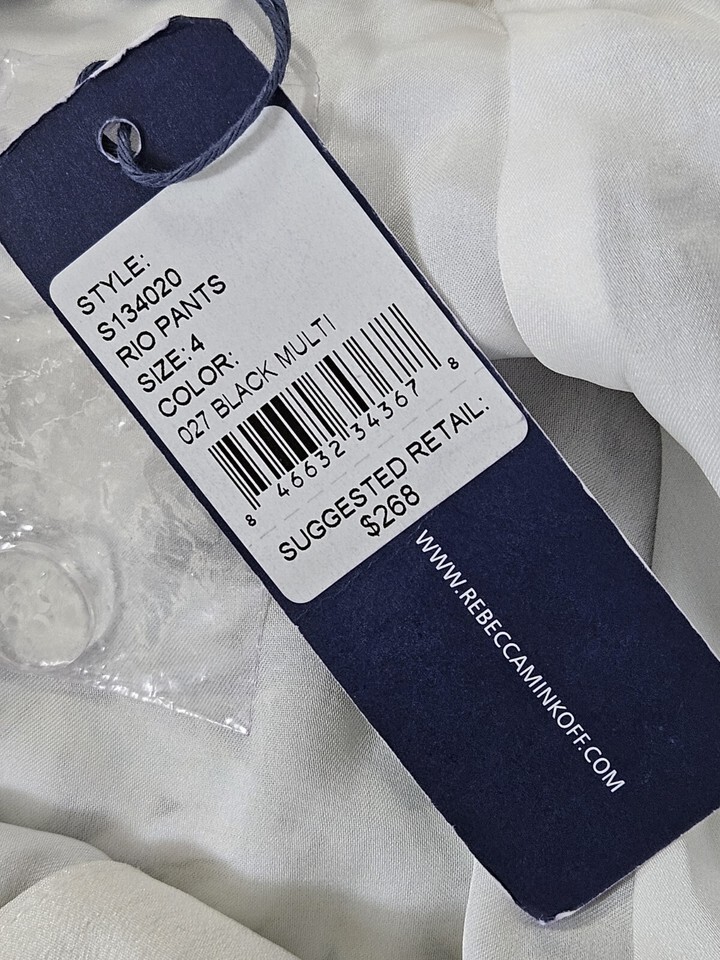 STYLE:
S134020
RIO PANTS
SIZE: 4
COLOR:
027 BLACK MULTI
8 46632 34367 8
SUGGESTED RETAIL:
$268
WWW.REBECCAMINKOFF.COM